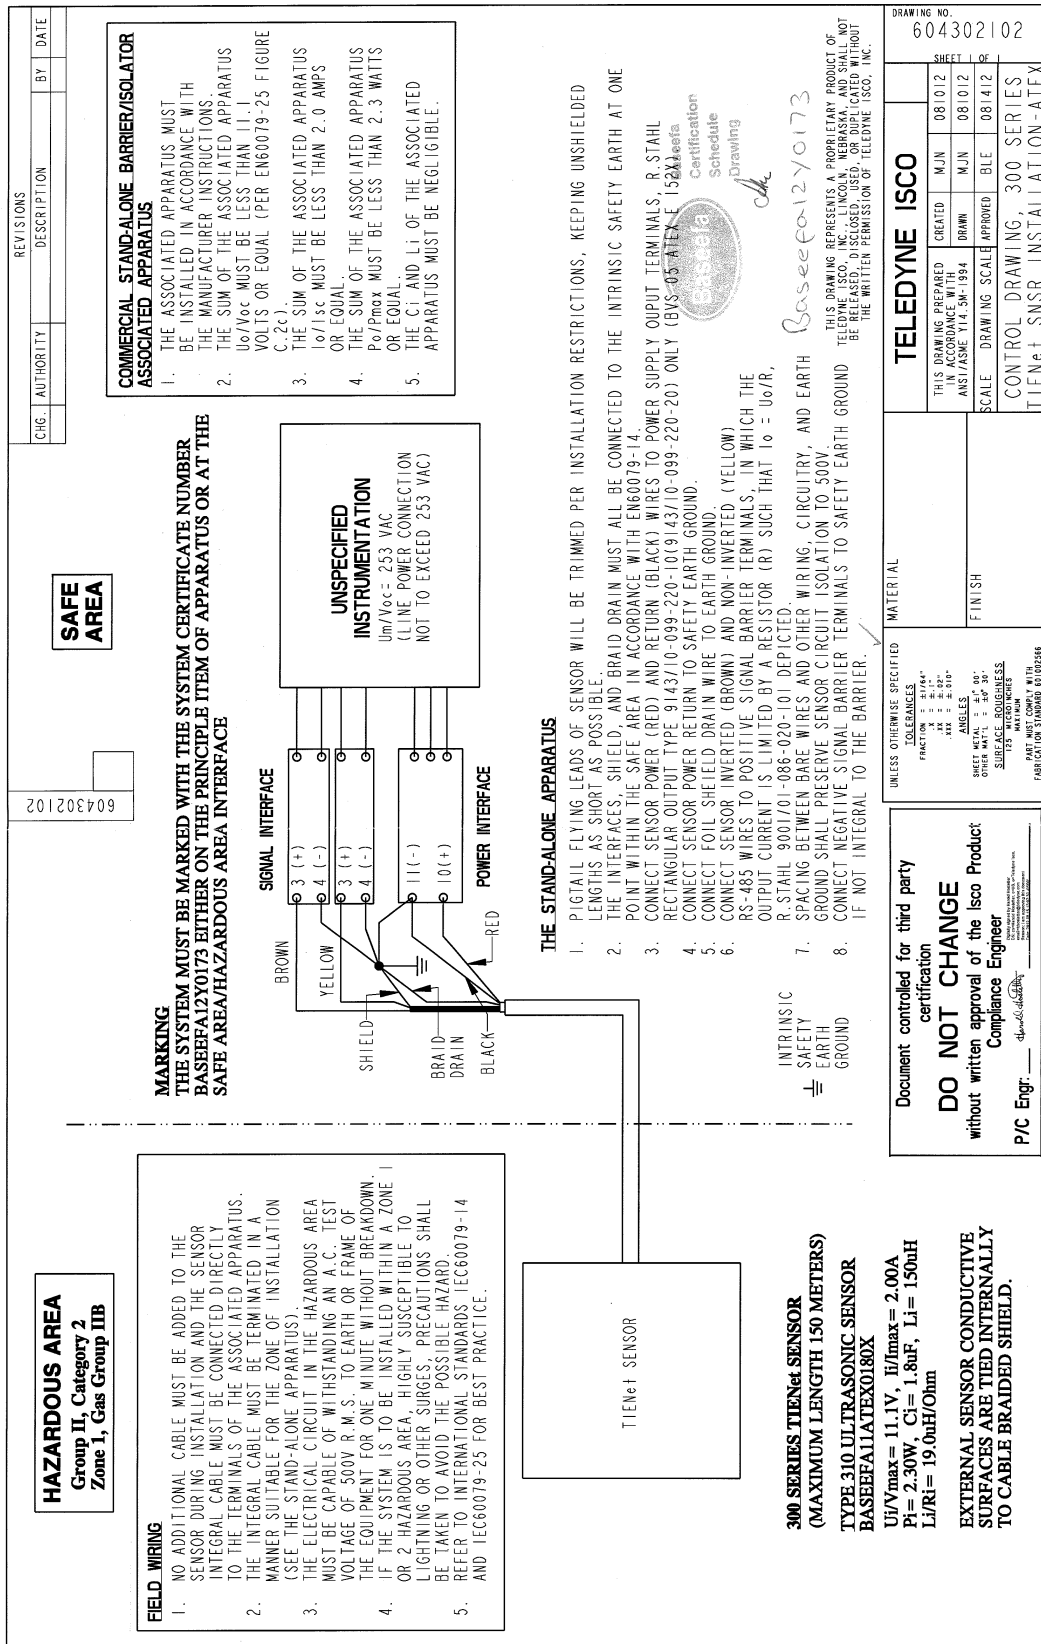 HAZARDOUS AREA
Group II, Category 2
Zone 1, Gas Group IIB
FIELD WIRING
1. NO ADDITIONAL CABLE MUST BE ADDED TO THE
SENSOR DURING INSTALLATION AND THE SENSOR
INTEGRAL CABLE MUST BE CONNECTED DIRECTLY
TO THE TERMINALS OF THE ASSOCIATED APPARATUS.
2. THE INTEGRAL CABLE MUST BE TERMINATED IN A
MANNER SUITABLE FOR THE ZONE OF INSTALLATION
(SEE THE STAND-ALONE APPARATUS).
3. THE ELECTRICAL CIRCUIT IN THE HAZARDOUS AREA
MUST BE CAPABLE OF WITHSTANDING AN A.C. TEST
VOLTAGE OF 500V R.M.S. TO EARTH OR FRAME OF
THE EQUIPMENT FOR ONE MINUTE WITHOUT BREAKDOWN.
4. IF THE SYSTEM IS TO BE INSTALLED WITHIN A ZONE 1
OR 2 HAZARDOUS AREA, HIGHLY SUSCEPTIBLE TO
LIGHTNING OR OTHER SURGES, PRECAUTIONS SHALL
BE TAKEN TO AVOID THE POSSIBLE HAZARD.
5. REFER TO INTERNATIONAL STANDARDS IEC60079-14
AND IEC60079-25 FOR BEST PRACTICE.
TIENet SENSOR
300 SERIES TIENet SENSOR
(MAXIMUM LENGTH 150 METERS)
TYPE 310 ULTRASONIC SENSOR
BASEEFA11ATEX0180X
Ui/Vmax = 11.1V, Ii/Imax = 2.00A
Pi = 2.30W, Ci = 1.8uF, Li = 150uH
Li/Ri = 19.0uH/Ohm
EXTERNAL SENSOR CONDUCTIVE
SURFACES ARE TIED INTERNALLY
TO CABLE BRAIDED SHIELD.
604302102
SAFE
AREA
MARKING
THE SYSTEM MUST BE MARKED WITH THE SYSTEM CERTIFICATE NUMBER
BASEEFA12Y0173 EITHER ON THE PRINCIPLE ITEM OF APPARATUS OR AT THE
SAFE AREA/HAZARDOUS AREA INTERFACE
SIGNAL INTERFACE
BROWN
3 (+)
4 (-)
YELLOW
3 (+)
4 (-)
SHIELD
11(-)
10(+)
BRAID
DRAIN
BLACK
RED
POWER INTERFACE
UNSPECIFIED
INSTRUMENTATION
Um/Voc= 253 VAC
(LINE POWER CONNECTION
NOT TO EXCEED 253 VAC)
REVISIONS
CHG. AUTHORITY DESCRIPTION BY DATE
COMMERCIAL STAND-ALONE BARRIER/ISOLATOR
ASSOCIATED APPARATUS
1. THE ASSOCIATED APPARATUS MUST
BE INSTALLED IN ACCORDANCE WITH
THE MANUFACTURER INSTRUCTIONS.
2. THE SUM OF THE ASSOCIATED APPARATUS
Uo/Voc MUST BE LESS THAN 11.1
VOLTS OR EQUAL (PER EN60079-25 FIGURE
C.2c).
3. THE SUM OF THE ASSOCIATED APPARATUS
Io/Isc MUST BE LESS THAN 2.0 AMPS
OR EQUAL.
4. THE SUM OF THE ASSOCIATED APPARATUS
Po/Pmax MUST BE LESS THAN 2.3 WATTS
OR EQUAL.
5. THE Ci AND Li OF THE ASSOCIATED
APPARATUS MUST BE NEGLIGIBLE.
THE STAND-ALONE APPARATUS
1. PIGTAIL FLYING LEADS OF SENSOR WILL BE TRIMMED PER INSTALLATION RESTRICTIONS, KEEPING UNSHIELDED
LENGTHS AS SHORT AS POSSIBLE.
2. THE INTERFACES, SHIELD, AND BRAID DRAIN MUST ALL BE CONNECTED TO THE INTRINSIC SAFETY EARTH AT ONE
POINT WITHIN THE SAFE AREA IN ACCORDANCE WITH EN60079-14.
3. CONNECT SENSOR POWER (RED) AND RETURN (BLACK) WIRES TO POWER SUPPLY OUPUT TERMINALS, R.STAHL
RECTANGULAR OUTPUT TYPE 9143/10-099-220-10(9143/10-099-220-20) ONLY (BVS 05 ATEX E 152X)
4. CONNECT SENSOR POWER RETURN TO SAFETY EARTH GROUND.
5. CONNECT FOIL SHEILD DRAIN WIRE TO EARTH GROUND.
6. CONNECT SENSOR INVERTED (BROWN) AND NON-INVERTED (YELLOW)
RS-485 WIRES TO POSITIVE SIGNAL BARRIER TERMINALS, IN WHICH THE
OUTPUT CURRENT IS LIMITED BY A RESISTOR (R) SUCH THAT Io = Uo/R,
R.STAHL 9001/01-086-020-101 DEPICTED.
7. SPACING BETWEEN BARE WIRES AND OTHER WIRING, CIRCUITRY, AND EARTH
GROUND SHALL PRESERVE SENSOR CIRCUIT ISOLATION TO 500V.
8. CONNECT NEGATIVE SIGNAL BARRIER TERMINALS TO SAFETY EARTH GROUND
IF NOT INTEGRAL TO THE BARRIER.
INTRINSIC
SAFETY
EARTH
GROUND
Baseefa
Baseefa
Certification
Schedule
Drawing
Baseefa12Y0173
THIS DRAWING REPRESENTS A PROPRIETARY PRODUCT OF
TELEDYNE ISCO, INC., LINCOLN, NEBRASKA, AND SHALL NOT
BE RELEASED, DISCLOSED, USED, OR DUPLICATED WITHOUT
THE WRITTEN PERMISSION OF TELEDYNE ISCO, INC.
Document controlled for third party
certification
DO NOT CHANGE
without written approval of the Isco Product
Compliance Engineer
P/C Engr:
UNLESS OTHERWISE SPECIFIED
TOLERANCES
FRACTION = ±1/64"
.X = ±.1"
.XX = ±.02"
.XXX = ±.010"
ANGLES
SHEET METAL = ±1° 00'
OTHER MAT'L = ±0° 30'
SURFACE ROUGHNESS
125 MICROINCHES
MAXIMUM
PART MUST COMPLY WITH
FABRICATION STANDARD 601002566
MATERIAL
FINISH
TELEDYNE ISCO
THIS DRAWING PREPARED
IN ACCORDANCE WITH
ANSI/ASME Y14.5M-1994
CREATED MJN 081012
DRAWN MJN 081012
SCALE DRAWING SCALE APPROVED BLE 081412
CONTROL DRAWING, 300 SERIES
TIENet SNSR INSTALLATION-ATEX
DRAWING NO.
604302102
SHEET 1 OF 1